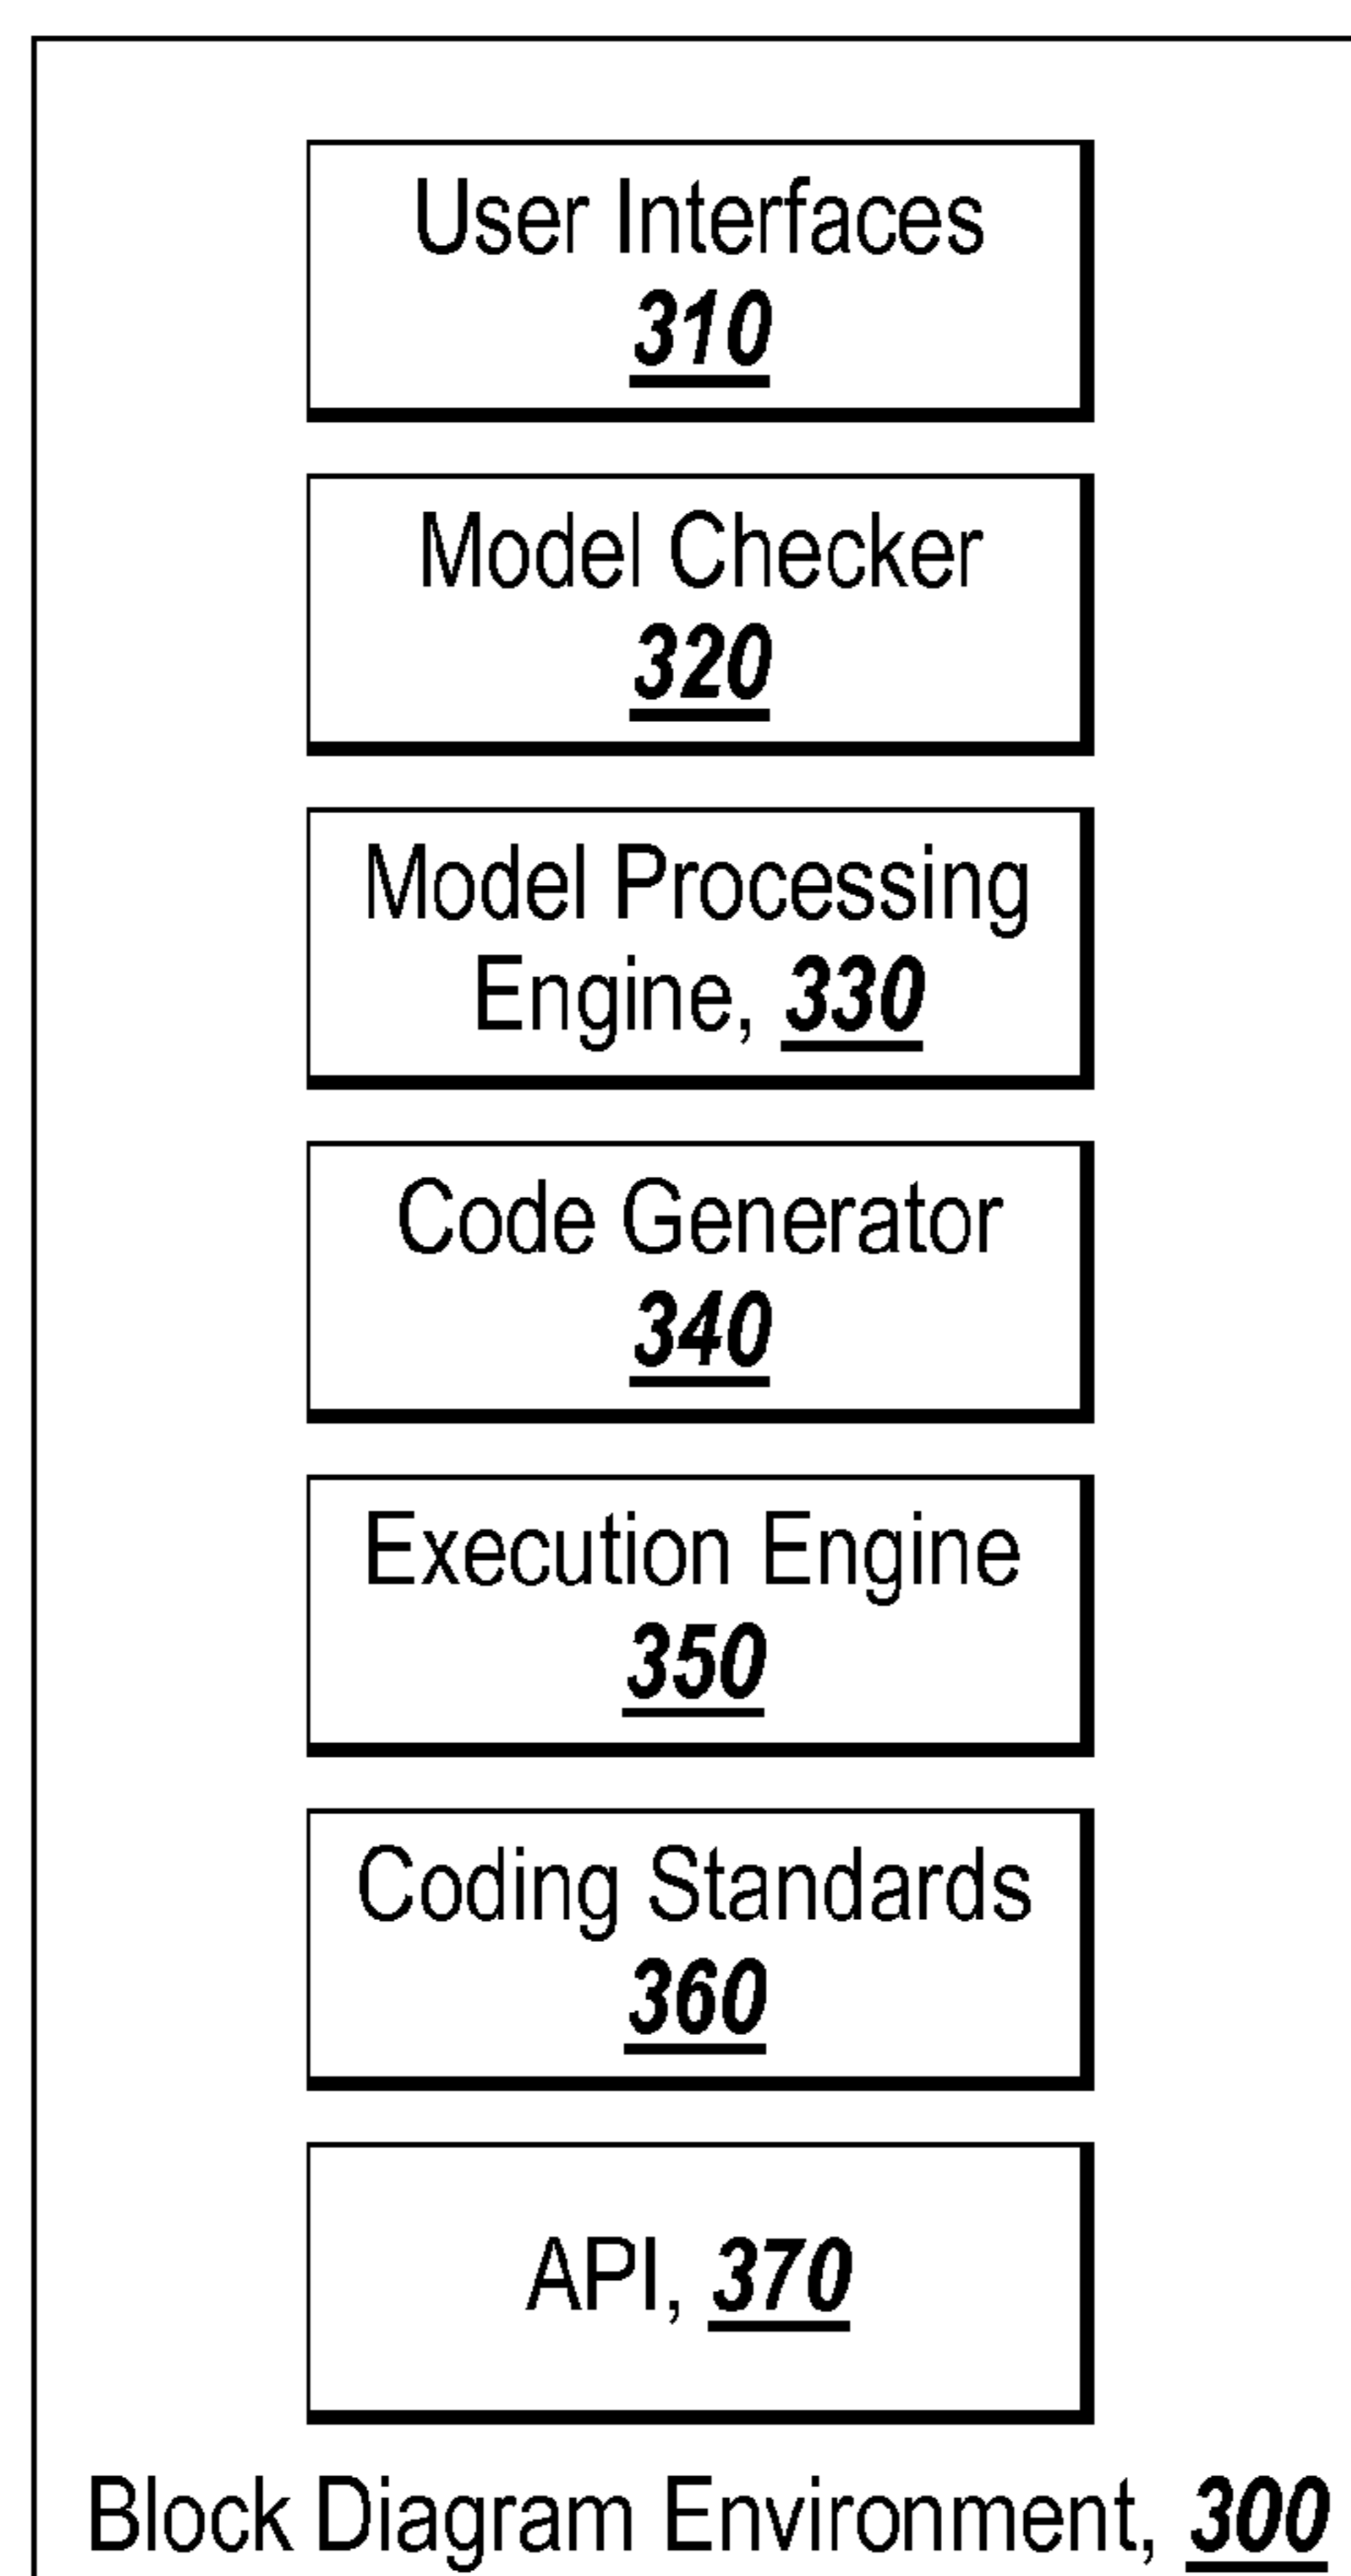 User Interfaces
310
Model Checker
320
Model Processing
Engine, 330
Code Generator
340
Execution Engine
350
Coding Standards
360
API, 370
Block Diagram Environment, 300